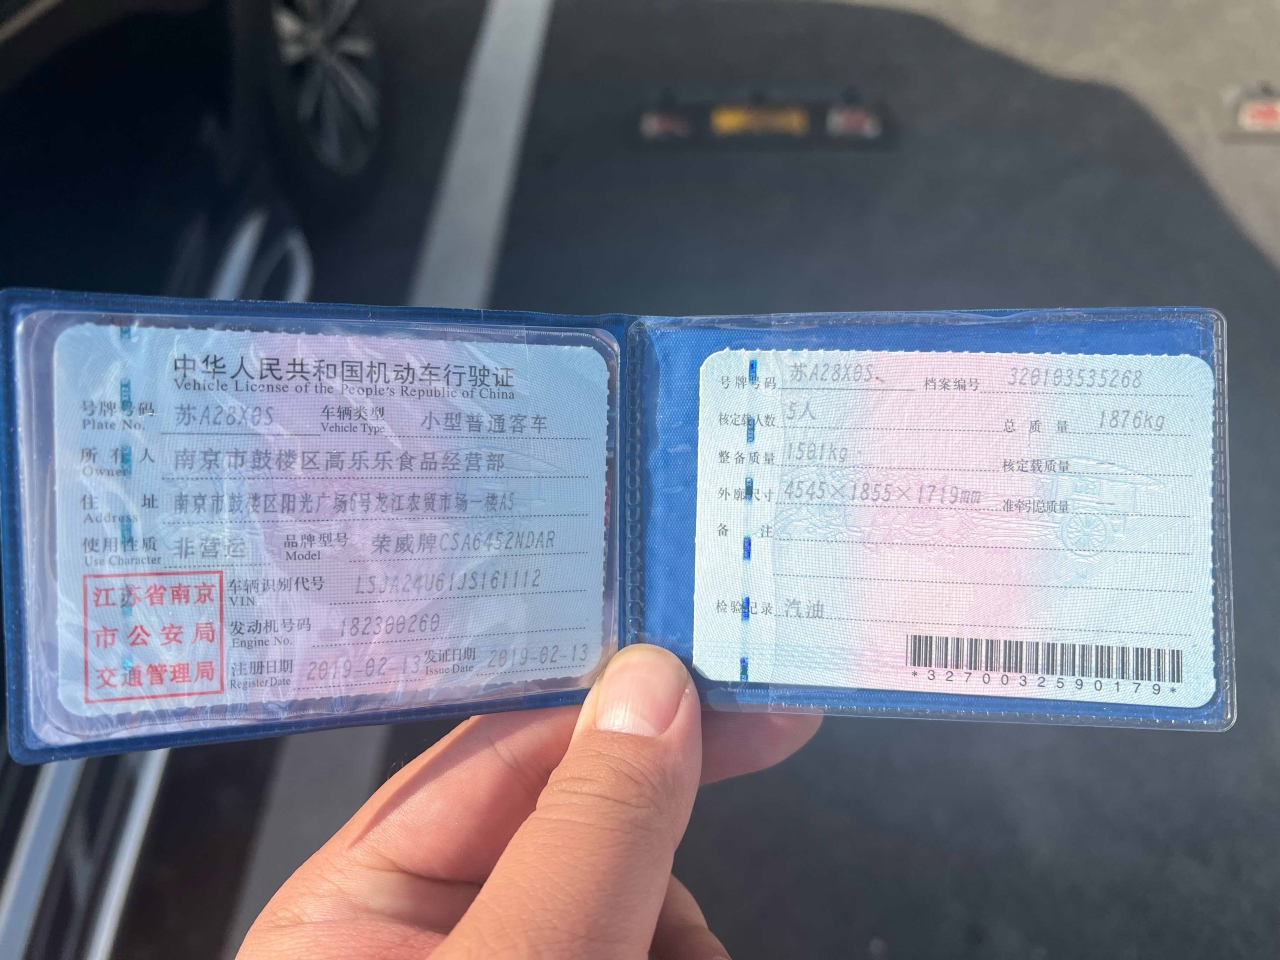 中华人民共和国机动车行驶证
Vehicle License of the People's Republic of China
号牌号码 苏A28X0S 车辆类型 小型普通客车
Plate No. Vehicle Type
所有人 南京市鼓楼区高乐乐食品经营部
Owner
住址 南京市鼓楼区阳光广场6号龙江农贸市场一楼A5
Address
使用性质 非营运 品牌型号 荣威牌CSA6452NDAR
Use Character Model
江苏省南京
市公安局
交通管理局
车辆识别代号 LSJA24U61JS161112
VIN
发动机号码 182300260
Engine No.
注册日期 2019-02-13 发证日期 2019-02-13
Register Date Issue Date
号牌号码 苏A28X0S 档案编号 320103535268
核定载人数 5人 总质量 1876kg
整备质量 1501kg 核定载质量
外廓尺寸 4545×1855×1719mm 准牵引总质量
备注
检验记录 汽油
*3270032590179*